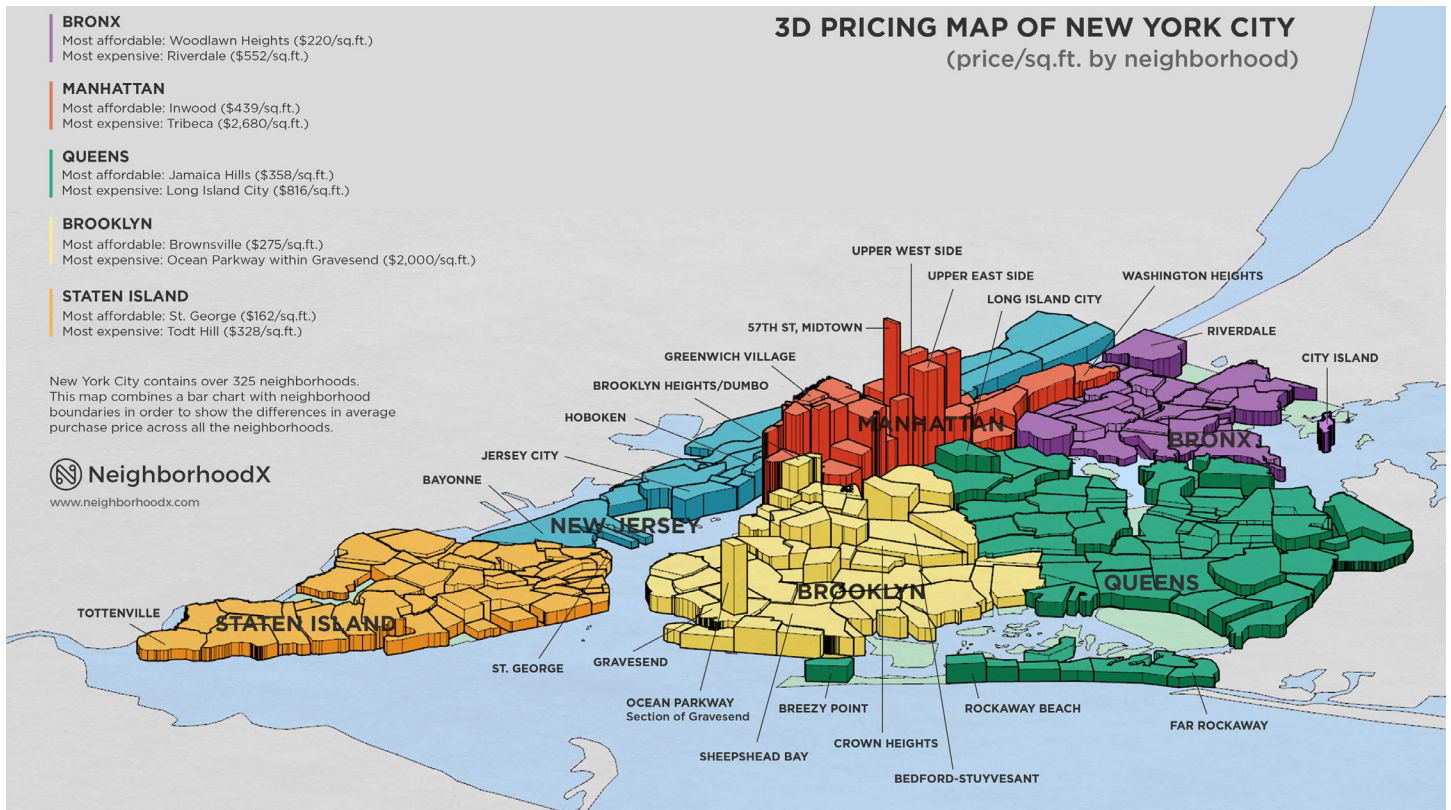 3D PRICING MAP OF NEW YORK CITY
(price/sq.ft. by neighborhood)
BRONX
Most affordable: Woodlawn Heights ($220/sq.ft.)
Most expensive: Riverdale ($552/sq.ft.)
MANHATTAN
Most affordable: Inwood ($439/sq.ft.)
Most expensive: Tribeca ($2,680/sq.ft.)
QUEENS
Most affordable: Jamaica Hills ($358/sq.ft.)
Most expensive: Long Island City ($816/sq.ft.)
BROOKLYN
Most affordable: Brownsville ($275/sq.ft.)
Most expensive: Ocean Parkway within Gravesend ($2,000/sq.ft.)
STATEN ISLAND
Most affordable: St. George ($162/sq.ft.)
Most expensive: Todt Hill ($328/sq.ft.)
New York City contains over 325 neighborhoods.
This map combines a bar chart with neighborhood
boundaries in order to show the differences in average
purchase price across all the neighborhoods.
NeighborhoodX
www.neighborhoodx.com
UPPER WEST SIDE
UPPER EAST SIDE
WASHINGTON HEIGHTS
LONG ISLAND CITY
57TH ST, MIDTOWN
RIVERDALE
GREENWICH VILLAGE
CITY ISLAND
BROOKLYN HEIGHTS/DUMBO
HOBOKEN
MANHATTAN
BRONX
JERSEY CITY
BAYONNE
NEW JERSEY
QUEENS
BROOKLYN
TOTTENVILLE
STATEN ISLAND
GRAVESEND
ST. GEORGE
OCEAN PARKWAY
Section of Gravesend
BREEZY POINT
ROCKAWAY BEACH
FAR ROCKAWAY
CROWN HEIGHTS
SHEEPSHEAD BAY
BEDFORD-STUYVESANT